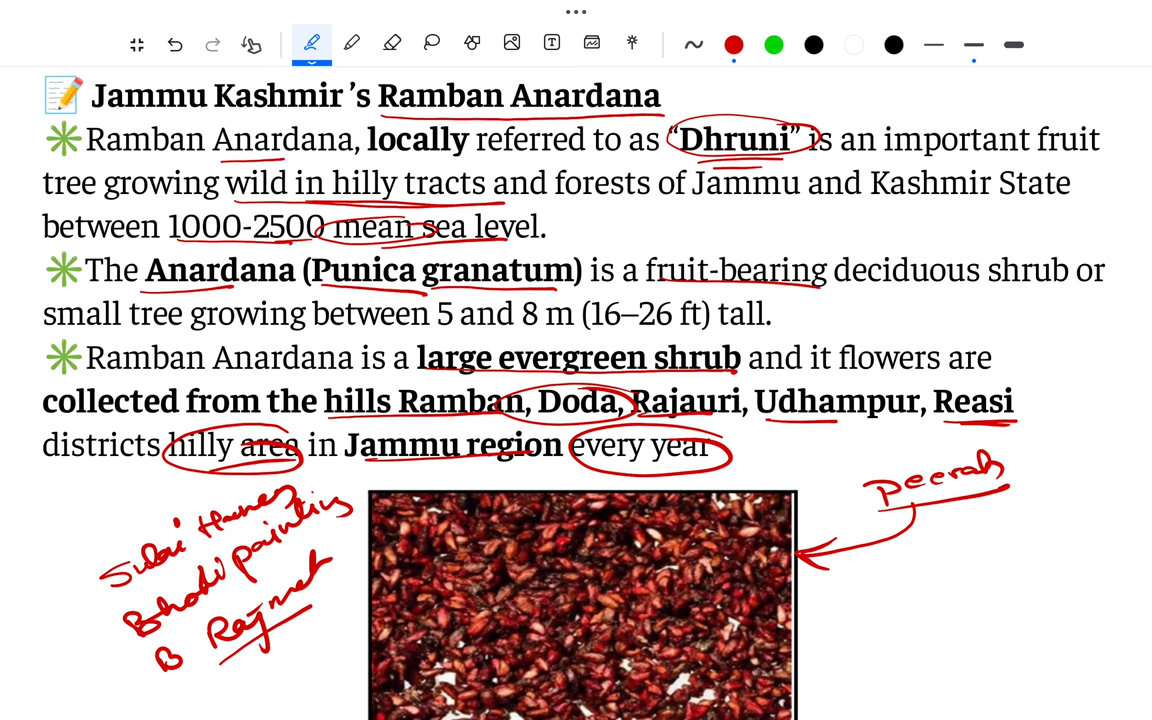 Jammu Kashmir ’s Ramban Anardana
Ramban Anardana, locally referred to as “Dhruni” is an important fruit
tree growing wild in hilly tracts and forests of Jammu and Kashmir State
between 1000-2500 mean sea level.
The Anardana (Punica granatum) is a fruit-bearing deciduous shrub or
small tree growing between 5 and 8 m (16–26 ft) tall.
Ramban Anardana is a large evergreen shrub and it flowers are
collected from the hills Ramban, Doda, Rajauri, Udhampur, Reasi
districts hilly area in Jammu region every year
Peerah
painting
B